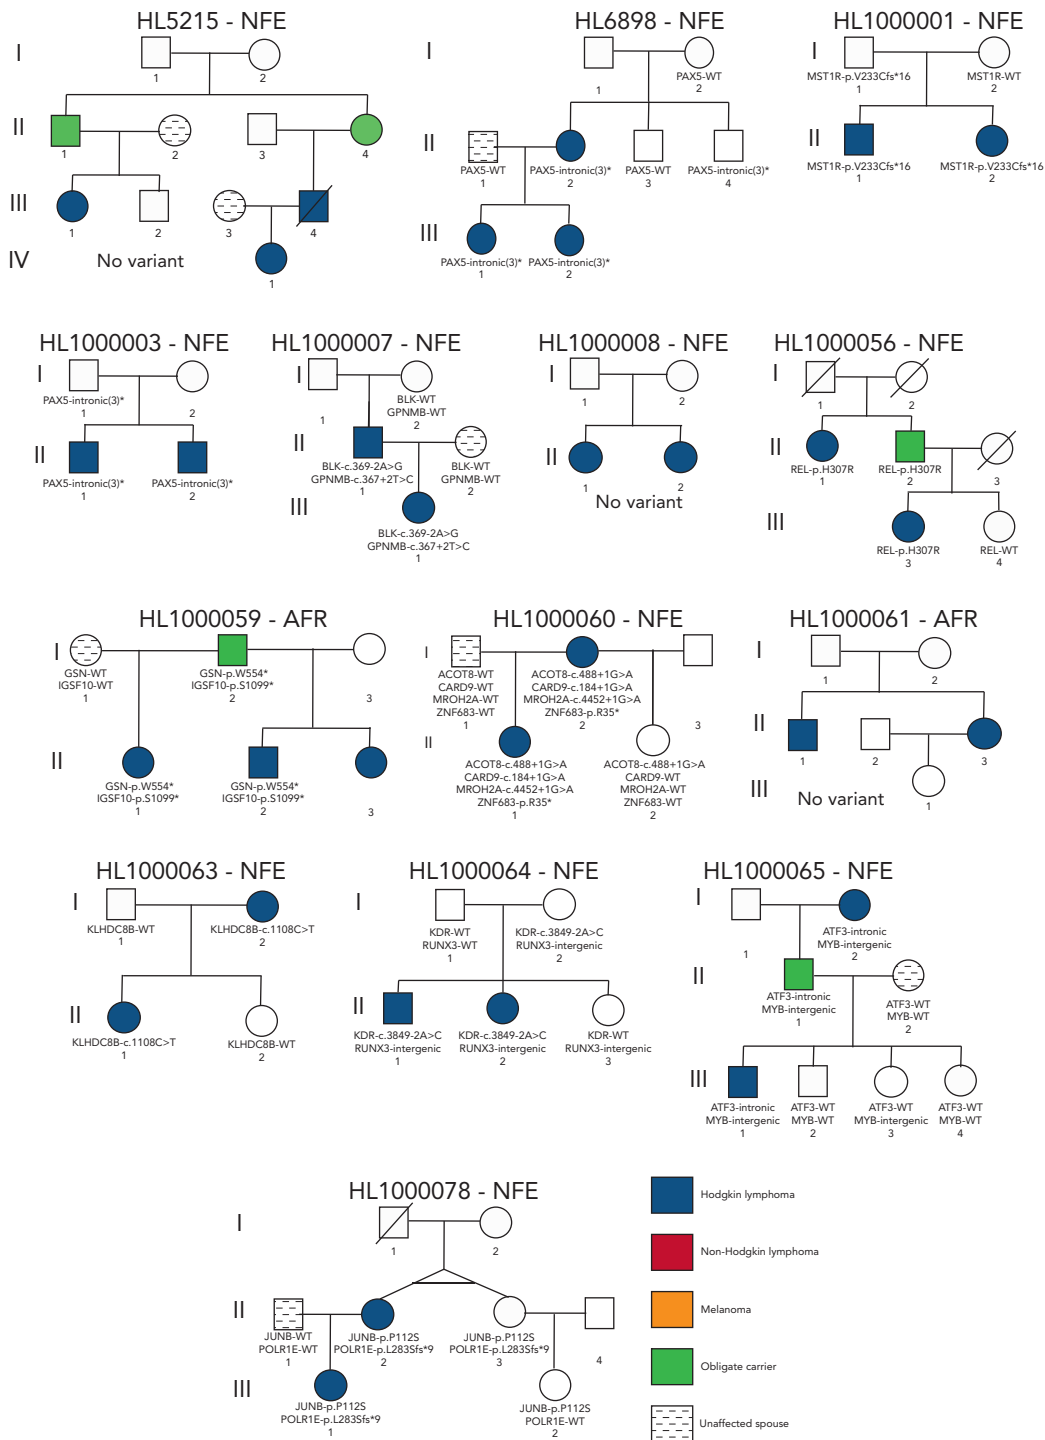 HL5215 - NFE
I
1
2
II
1
2
3
4
III
1
2
3
4
IV
No variant
1
HL6898 - NFE
I
1
PAX5-WT
2
II
PAX5-WT
1
PAX5-intronic(3)*
2
PAX5-WT
3
PAX5-intronic(3)*
4
III
PAX5-intronic(3)*
1
PAX5-intronic(3)*
2
HL1000001 - NFE
I
MST1R-p.V233Cfs*16
1
MST1R-WT
2
II
MST1R-p.V233Cfs*16
1
MST1R-p.V233Cfs*16
2
HL1000003 - NFE
I
PAX5-intronic(3)*
1
2
II
PAX5-intronic(3)*
1
PAX5-intronic(3)*
2
HL1000007 - NFE
I
1
BLK-WT
GPNMB-WT
2
II
BLK-c.369-2A>G
GPNMB-c.367+2T>C
1
BLK-WT
GPNMB-WT
2
III
BLK-c.369-2A>G
GPNMB-c.367+2T>C
1
HL1000008 - NFE
I
1
2
II
1
2
No variant
HL1000056 - NFE
I
1
2
II
REL-p.H307R
1
REL-p.H307R
2
3
III
REL-p.H307R
3
REL-WT
4
HL1000059 - AFR
I
GSN-WT
IGSF10-WT
1
GSN-p.W554*
IGSF10-p.S1099*
2
3
II
GSN-p.W554*
IGSF10-p.S1099*
1
GSN-p.W554*
IGSF10-p.S1099*
2
3
HL1000060 - NFE
I
ACOT8-WT
CARD9-WT
MROH2A-WT
ZNF683-WT
1
ACOT8-c.488+1G>A
CARD9-c.184+1G>A
MROH2A-c.4452+1G>A
ZNF683-p.R35*
2
3
II
ACOT8-c.488+1G>A
CARD9-c.184+1G>A
MROH2A-c.4452+1G>A
ZNF683-p.R35*
1
ACOT8-c.488+1G>A
CARD9-WT
MROH2A-WT
ZNF683-WT
2
HL1000061 - AFR
I
1
2
II
1
2
3
III
No variant
1
HL1000063 - NFE
I
KLHDC8B-WT
1
KLHDC8B-c.1108C>T
2
II
KLHDC8B-c.1108C>T
1
KLHDC8B-WT
2
HL1000064 - NFE
I
KDR-WT
RUNX3-WT
1
KDR-c.3849-2A>C
RUNX3-intergenic
2
II
KDR-c.3849-2A>C
RUNX3-intergenic
1
KDR-c.3849-2A>C
RUNX3-intergenic
2
KDR-WT
RUNX3-intergenic
3
HL1000065 - NFE
I
1
ATF3-intronic
MYB-intergenic
2
II
ATF3-intronic
MYB-intergenic
1
ATF3-WT
MYB-WT
2
III
ATF3-intronic
MYB-intergenic
1
ATF3-WT
MYB-WT
2
ATF3-WT
MYB-intergenic
3
ATF3-WT
MYB-WT
4
HL1000078 - NFE
I
1
2
II
JUNB-WT
POLR1E-WT
1
JUNB-p.P112S
POLR1E-p.L283Sfs*9
2
JUNB-p.P112S
POLR1E-p.L283Sfs*9
3
4
III
JUNB-p.P112S
POLR1E-p.L283Sfs*9
1
JUNB-p.P112S
POLR1E-WT
2
Hodgkin lymphoma
Non-Hodgkin lymphoma
Melanoma
Obligate carrier
Unaffected spouse